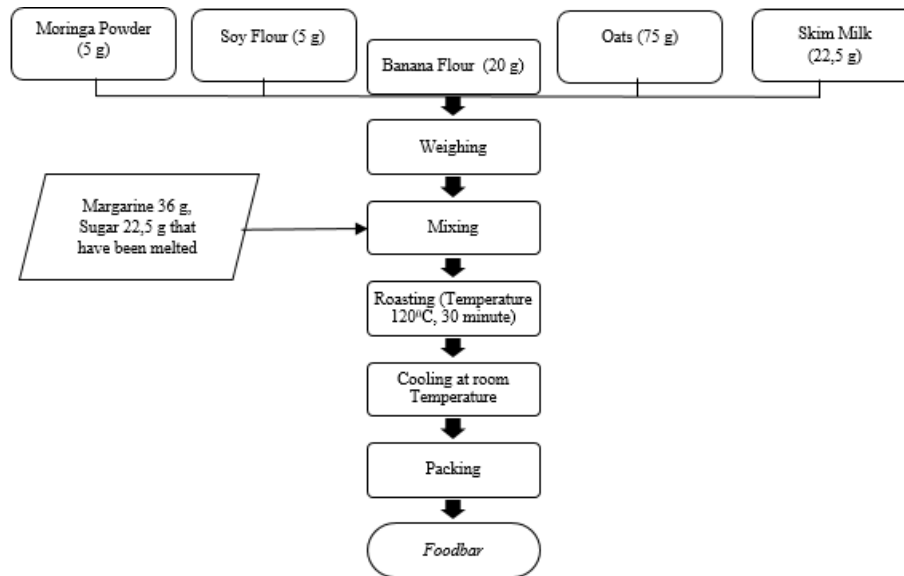 Moringa Powder
(5 g)
Soy Flour (5 g)
Banana Flour (20 g)
Oats (75 g)
Skim Milk
(22,5 g)
Weighing
Margarine 36 g,
Sugar 22,5 g that
have been melted
Mixing
Roasting (Temperature
120⁰C, 30 minute)
Cooling at room
Temperature
Packing
Foodbar